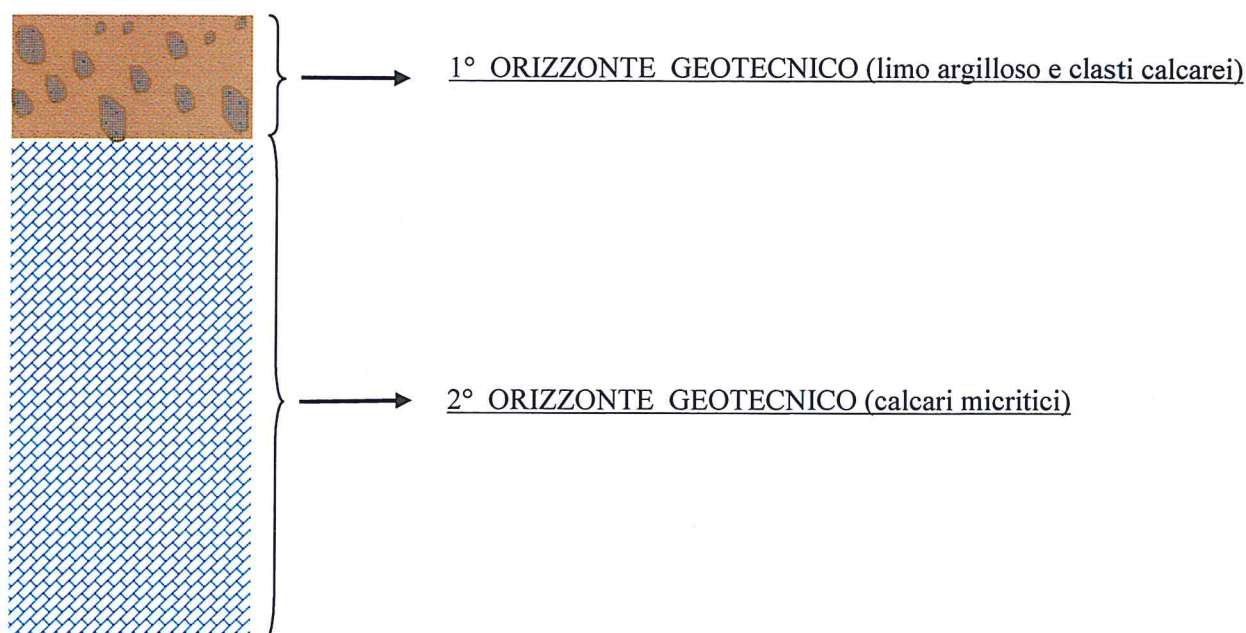 1° ORIZZONTE GEOTECNICO (limo argilloso e clasti calcarei)
2° ORIZZONTE GEOTECNICO (calcari micritici)